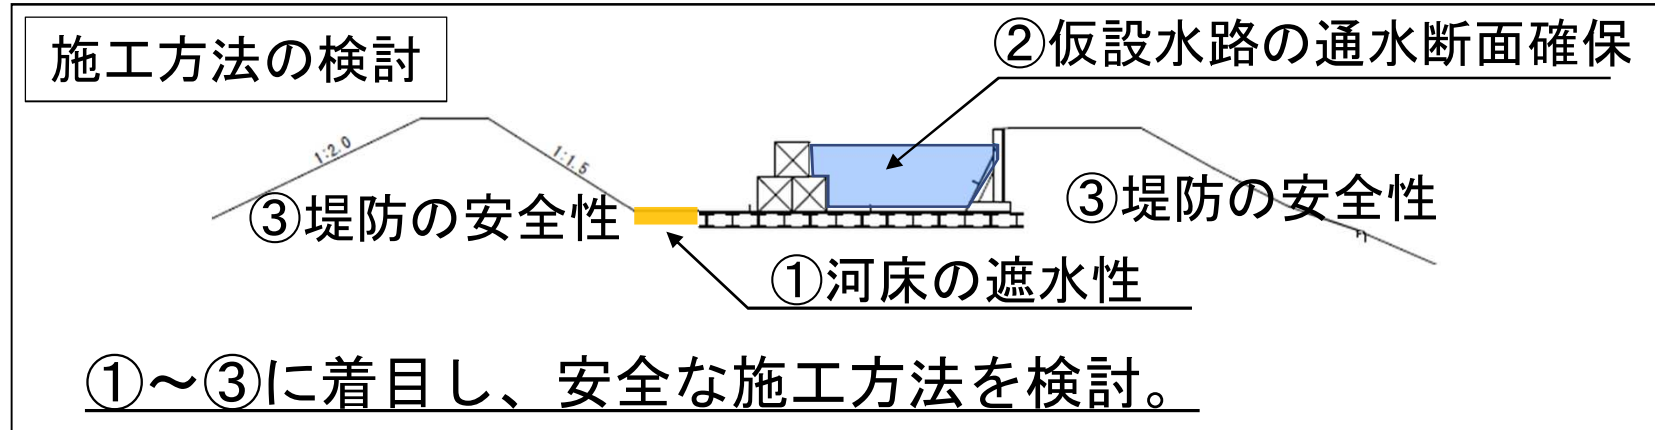 施工方法の検討
②仮設水路の通水断面確保
1:2.0
1:1.5
③堤防の安全性
③堤防の安全性
①河床の遮水性
①～③に着目し、安全な施工方法を検討。